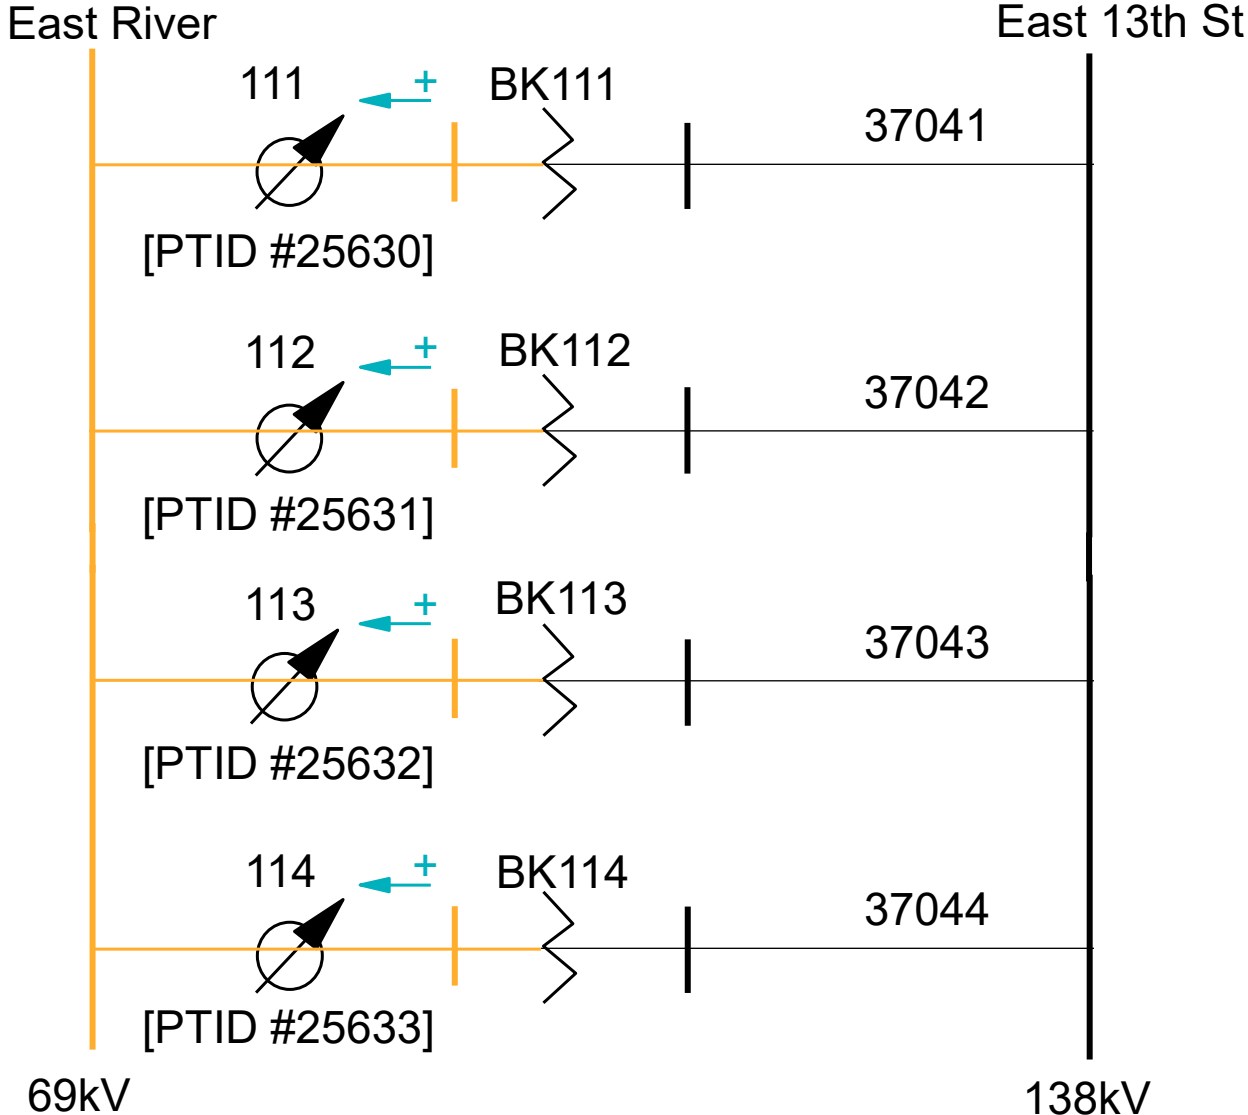 East River
East 13th St
111
+
BK111
37041
[PTID #25630]
112
+
BK112
37042
[PTID #25631]
113
+
BK113
37043
[PTID #25632]
114
+
BK114
37044
[PTID #25633]
69kV
138kV